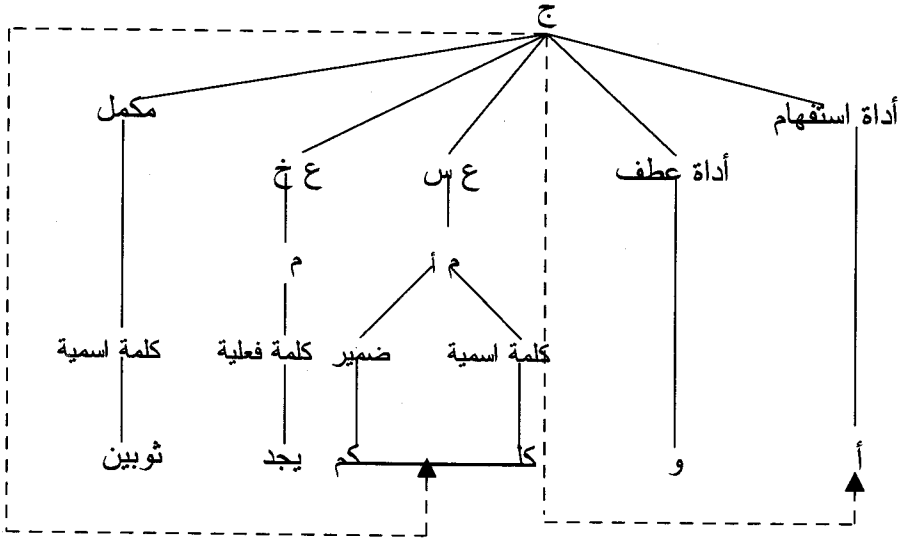 ج
أداة استفهام
مكمل
أداة عطف ع س ع خ
م أ م
كلمة اسمية ضمير كلمة فعلية كلمة اسمية
أ و كل كم يجد ثوبين